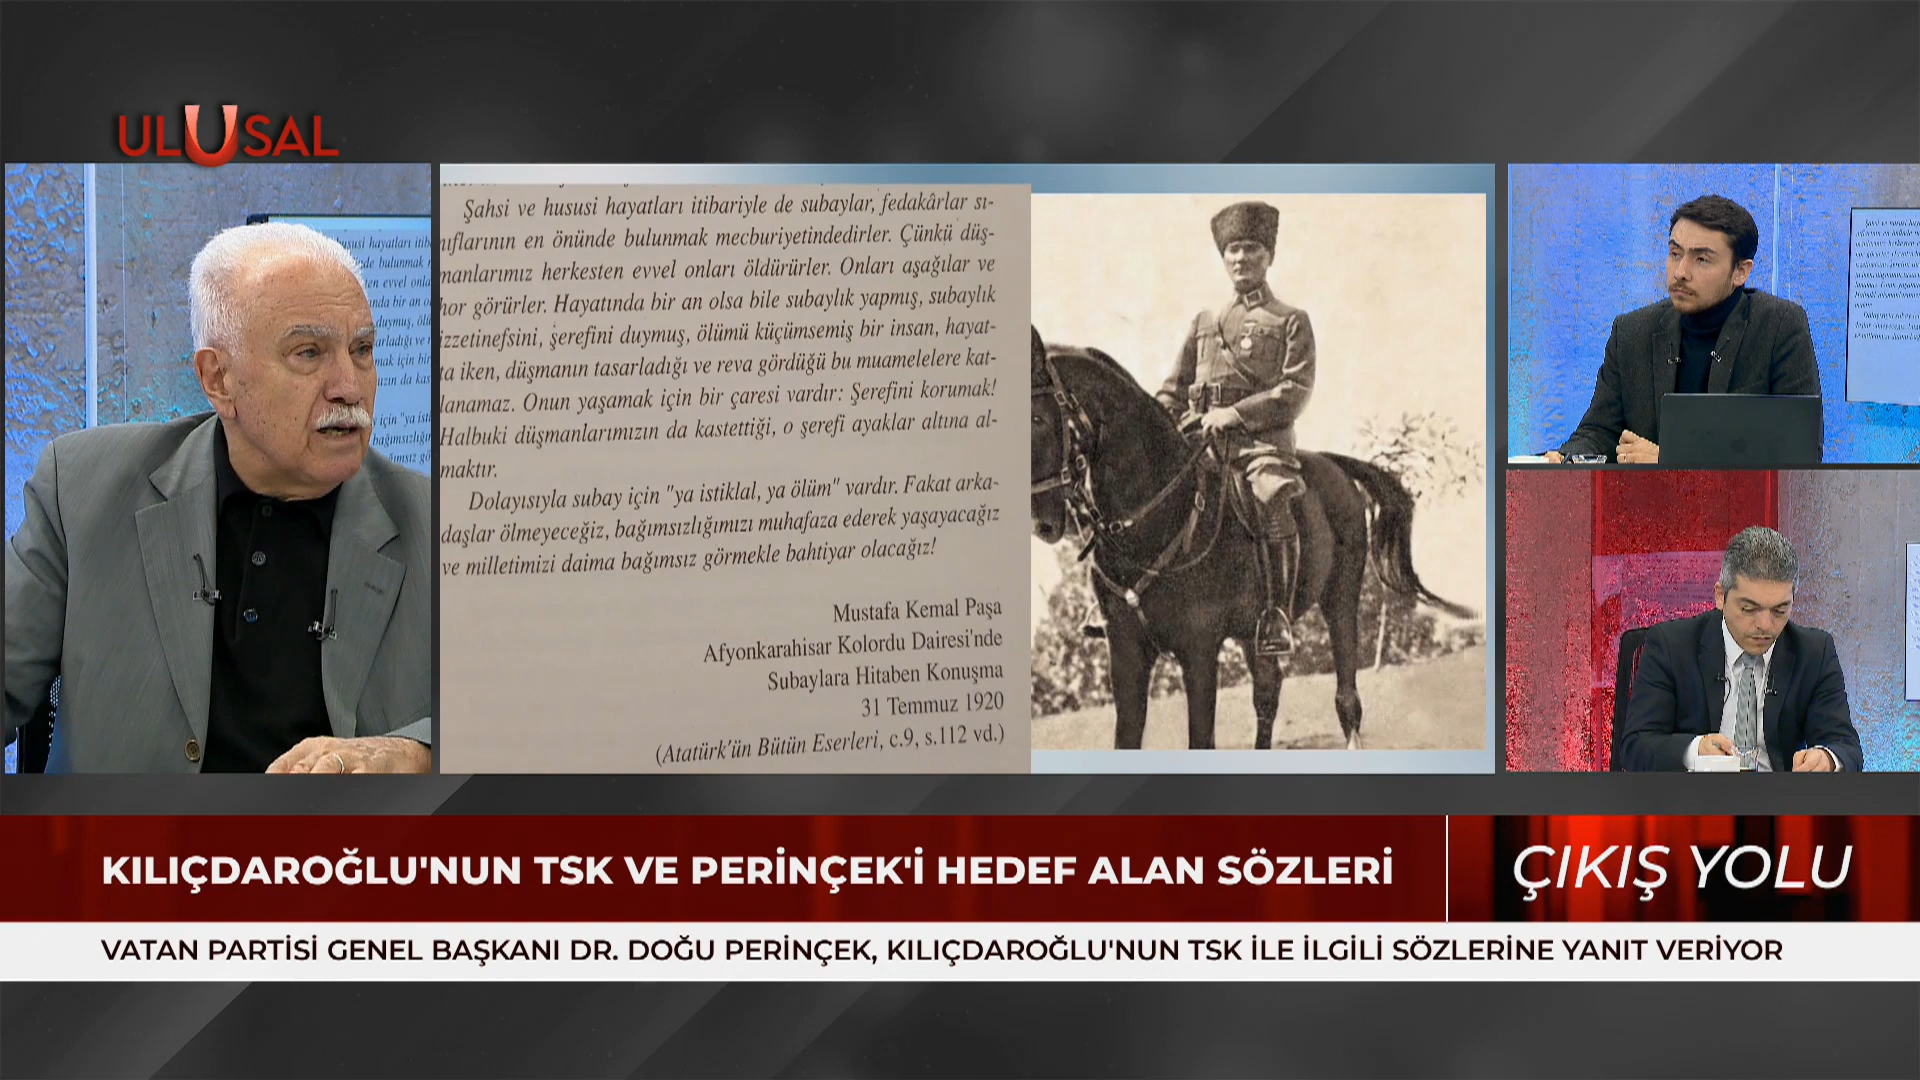 ULUSAL
Şahsi ve hususi hayatları itibariyle de subaylar, fedakârlar sı-
nıflarının en önünde bulunmak mecburiyetindedirler. Çünkü düş-
manlarımız herkesten evvel onları öldürürler. Onları aşağılar ve
hor görürler. Hayatında bir an olsa bile subaylık yapmış, subaylık
izzetinefsini, şerefini duymuş, ölümü küçümsemiş bir insan, hayat-
ta iken, düşmanın tasarladığı ve reva gördüğü bu muamelelere kat-
lanamaz. Onun yaşamak için bir çaresi vardır: Şerefini korumak!
Halbuki düşmanlarımızın da kastettiği, o şerefi ayaklar altına al-
maktır.
Dolayısıyla subay için "ya istiklal, ya ölüm" vardır. Fakat arka-
daşlar ölmeyeceğiz, bağımsızlığımızı muhafaza ederek yaşayacağız
ve milletimizi daima bağımsız görmekle bahtiyar olacağız!
Mustafa Kemal Paşa
Afyonkarahisar Kolordu Dairesi'nde
Subaylara Hitaben Konuşma
31 Temmuz 1920
(Atatürk'ün Bütün Eserleri, c.9, s.112 vd.)
KILIÇDAROĞLU'NUN TSK VE PERİNÇEK'İ HEDEF ALAN SÖZLERİ
ÇIKIŞ YOLU
VATAN PARTİSİ GENEL BAŞKANI DR. DOĞU PERİNÇEK, KILIÇDAROĞLU'NUN TSK İLE İLGİLİ SÖZLERİNE YANIT VERİYOR